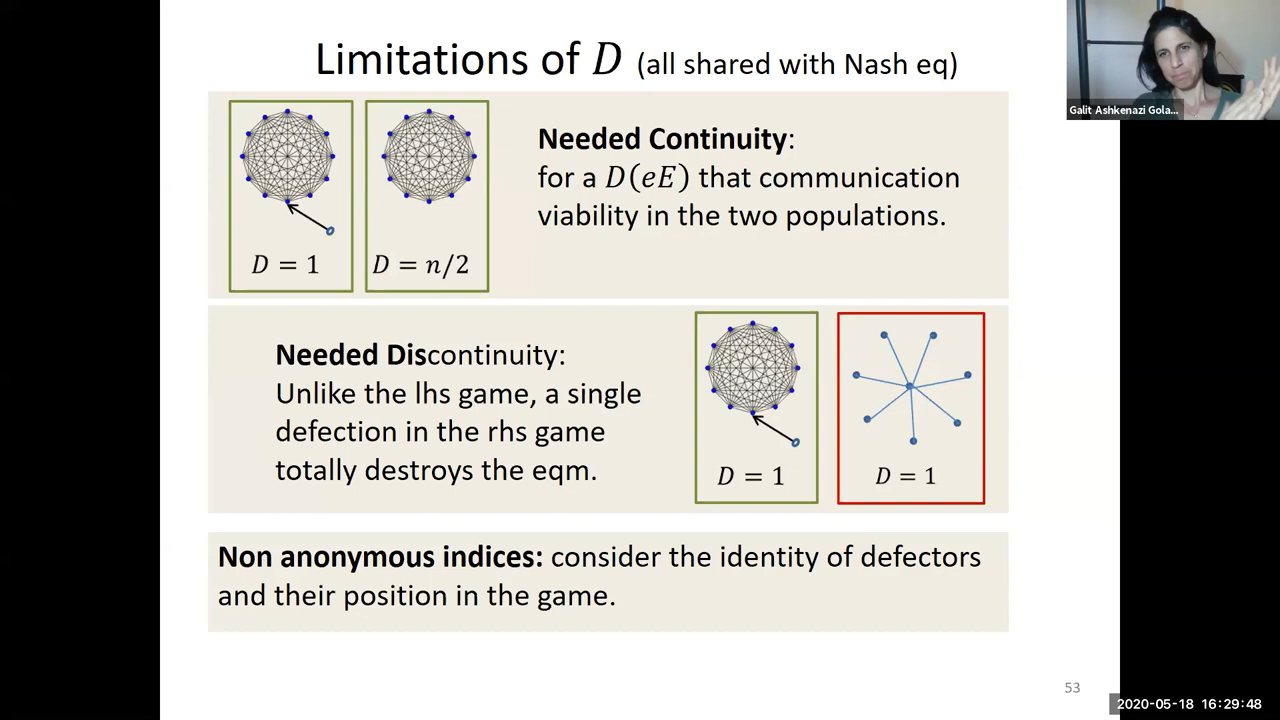 Limitations of D (all shared with Nash eq)
Galit Ashkenazi Gola...
Needed Continuity:
for a D(eE) that communication
viability in the two populations.
D = 1
D = n/2
Needed Discontinuity:
Unlike the lhs game, a single
defection in the rhs game
totally destroys the eqm.
D = 1
D = 1
Non anonymous indices: consider the identity of defectors
and their position in the game.
53
2020-05-18 16:29:48